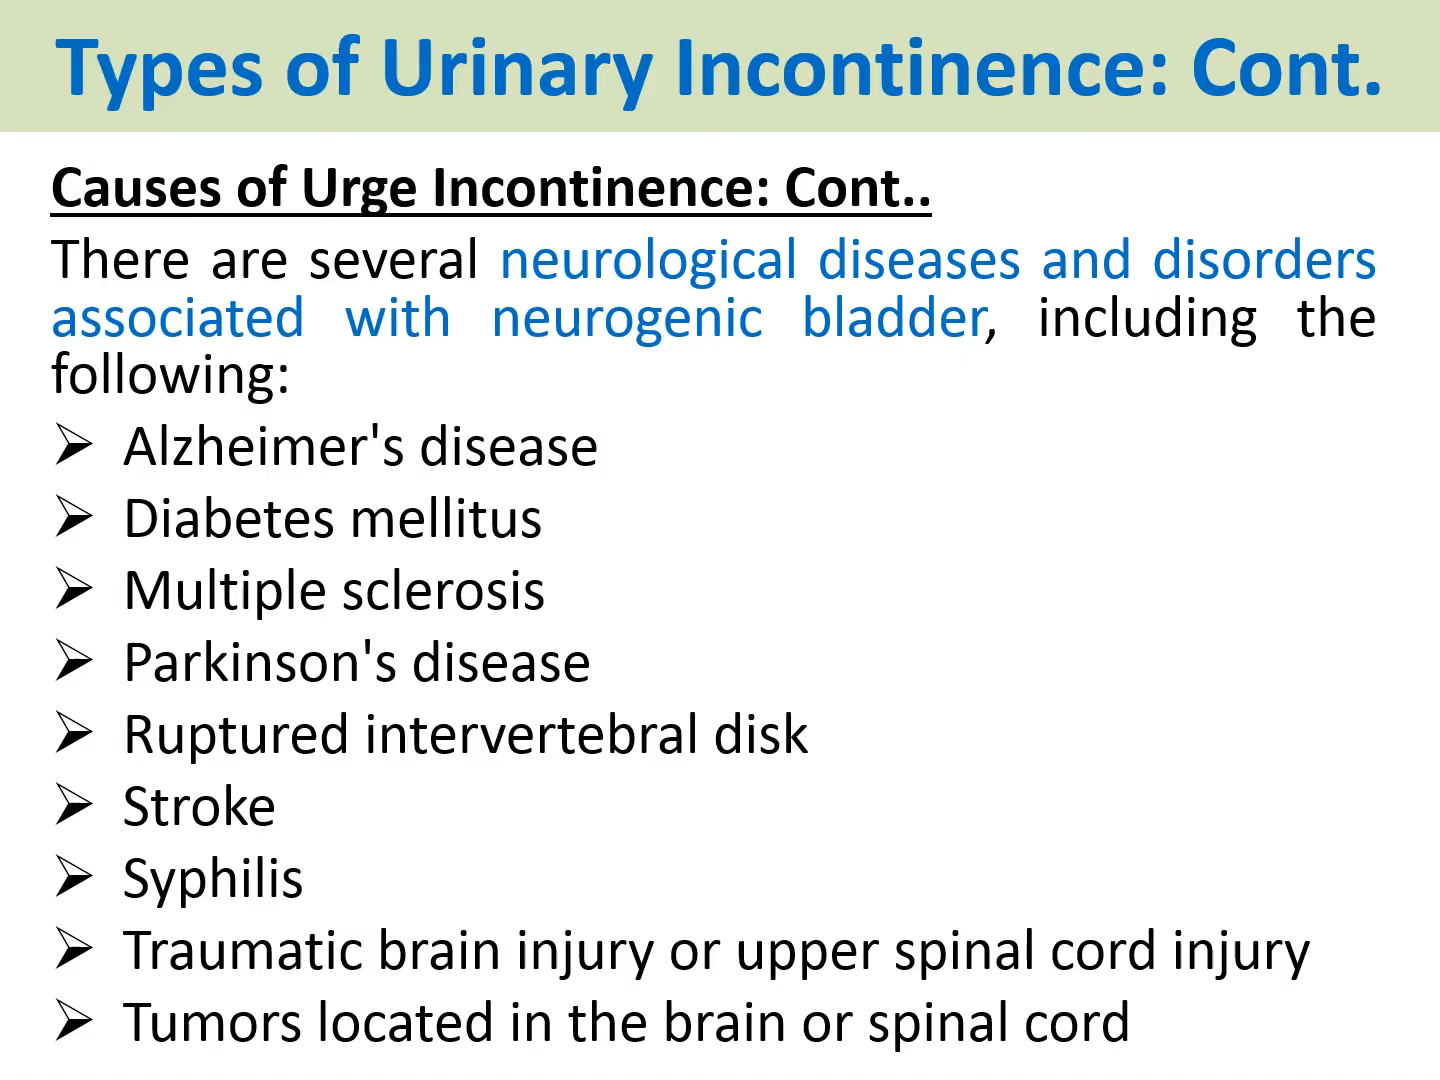 Types of Urinary Incontinence: Cont.
Causes of Urge Incontinence: Cont..
There are several neurological diseases and disorders
associated with neurogenic bladder, including the
following:
➢ Alzheimer's disease
➢ Diabetes mellitus
➢ Multiple sclerosis
➢ Parkinson's disease
➢ Ruptured intervertebral disk
➢ Stroke
➢ Syphilis
➢ Traumatic brain injury or upper spinal cord injury
➢ Tumors located in the brain or spinal cord